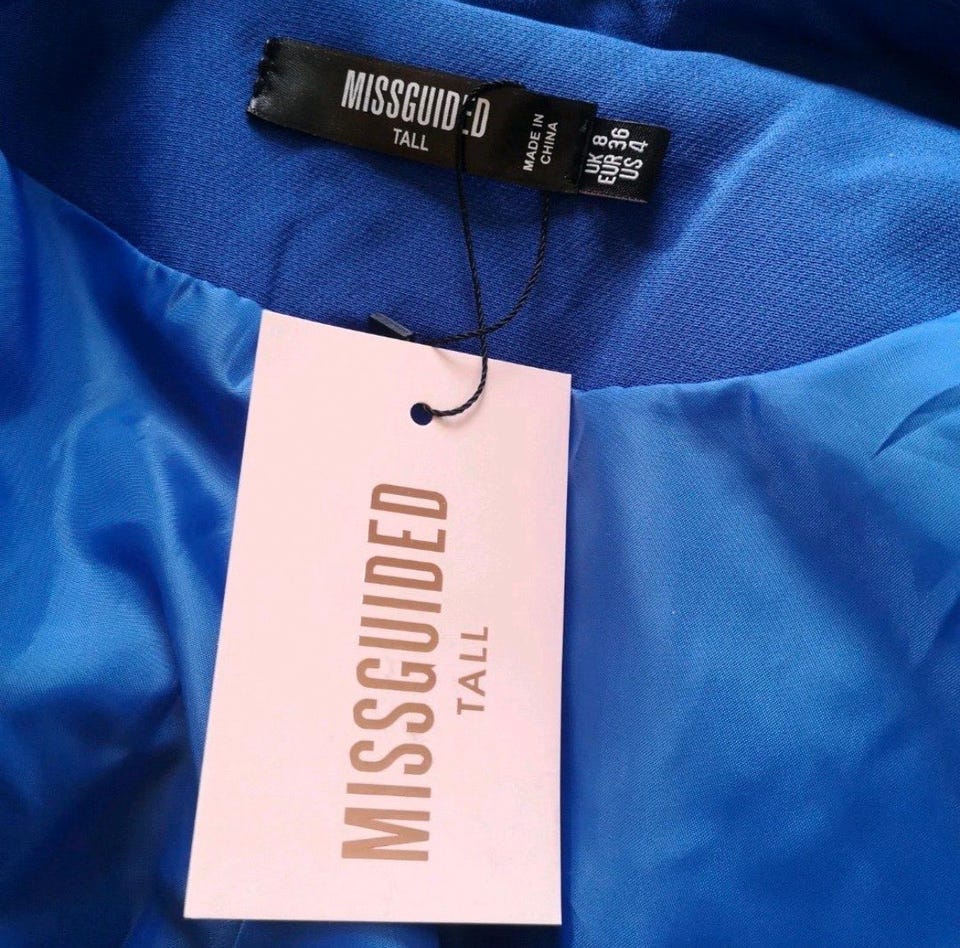 MISSGUIDED
TALL
MADE IN
CHINA
UK 8
EUR 36
US 4
MISSGUIDED
TALL